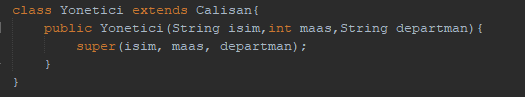 class Yonetici extends Calisan{
    public Yonetici(String isim,int maas,String departman){
        super(isim, maas, departman);
    }
}